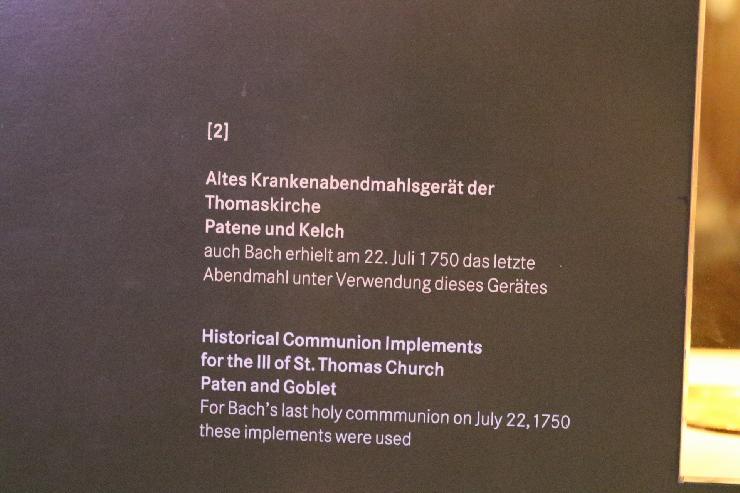 [2]
Altes Krankenabendmahlsgerät der
Thomaskirche
Patene und Kelch
auch Bach erhielt am 22. Juli 1750 das letzte
Abendmahl unter Verwendung dieses Gerätes
Historical Communion Implements
for the Ill of St. Thomas Church
Paten and Goblet
For Bach's last holy commmunion on July 22, 1750
these implements were used